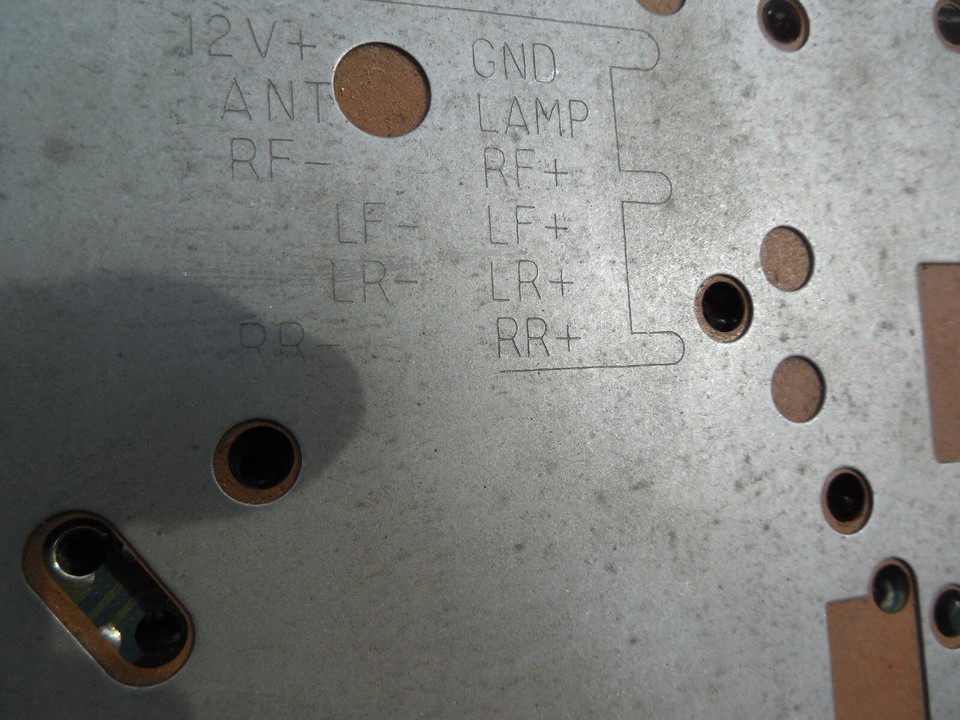 12V+ GND
ANT LAMP
RF- RF+
LF- LF+
LR- LR+
RR- RR+